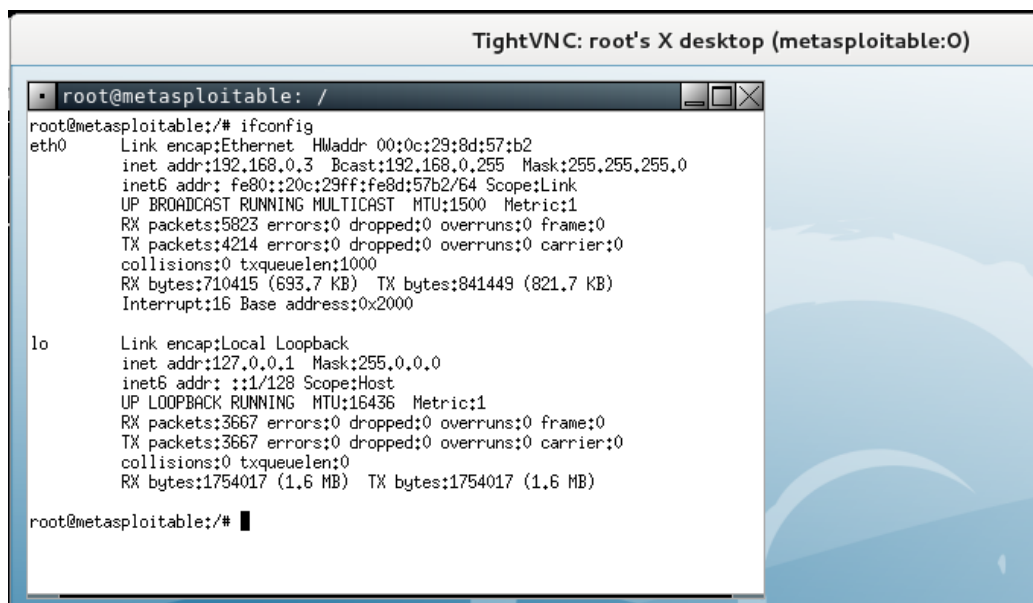 TightVNC: root's X desktop (metasploitable:0)
root@metasploitable: /
root@metasploitable:/# ifconfig
eth0 Link encap:Ethernet HWaddr 00:0c:29:8d:57:b2
inet addr:192.168.0.3 Bcast:192.168.0.255 Mask:255.255.255.0
inet6 addr: fe80::20c:29ff:fe8d:57b2/64 Scope:Link
UP BROADCAST RUNNING MULTICAST MTU:1500 Metric:1
RX packets:5823 errors:0 dropped:0 overruns:0 frame:0
TX packets:4214 errors:0 dropped:0 overruns:0 carrier:0
collisions:0 txqueuelen:1000
RX bytes:710415 (693.7 KB) TX bytes:841449 (821.7 KB)
Interrupt:16 Base address:0x2000
lo Link encap:Local Loopback
inet addr:127.0.0.1 Mask:255.0.0.0
inet6 addr: ::1/128 Scope:Host
UP LOOPBACK RUNNING MTU:16436 Metric:1
RX packets:3667 errors:0 dropped:0 overruns:0 frame:0
TX packets:3667 errors:0 dropped:0 overruns:0 carrier:0
collisions:0 txqueuelen:0
RX bytes:1754017 (1.6 MB) TX bytes:1754017 (1.6 MB)
root@metasploitable:/#